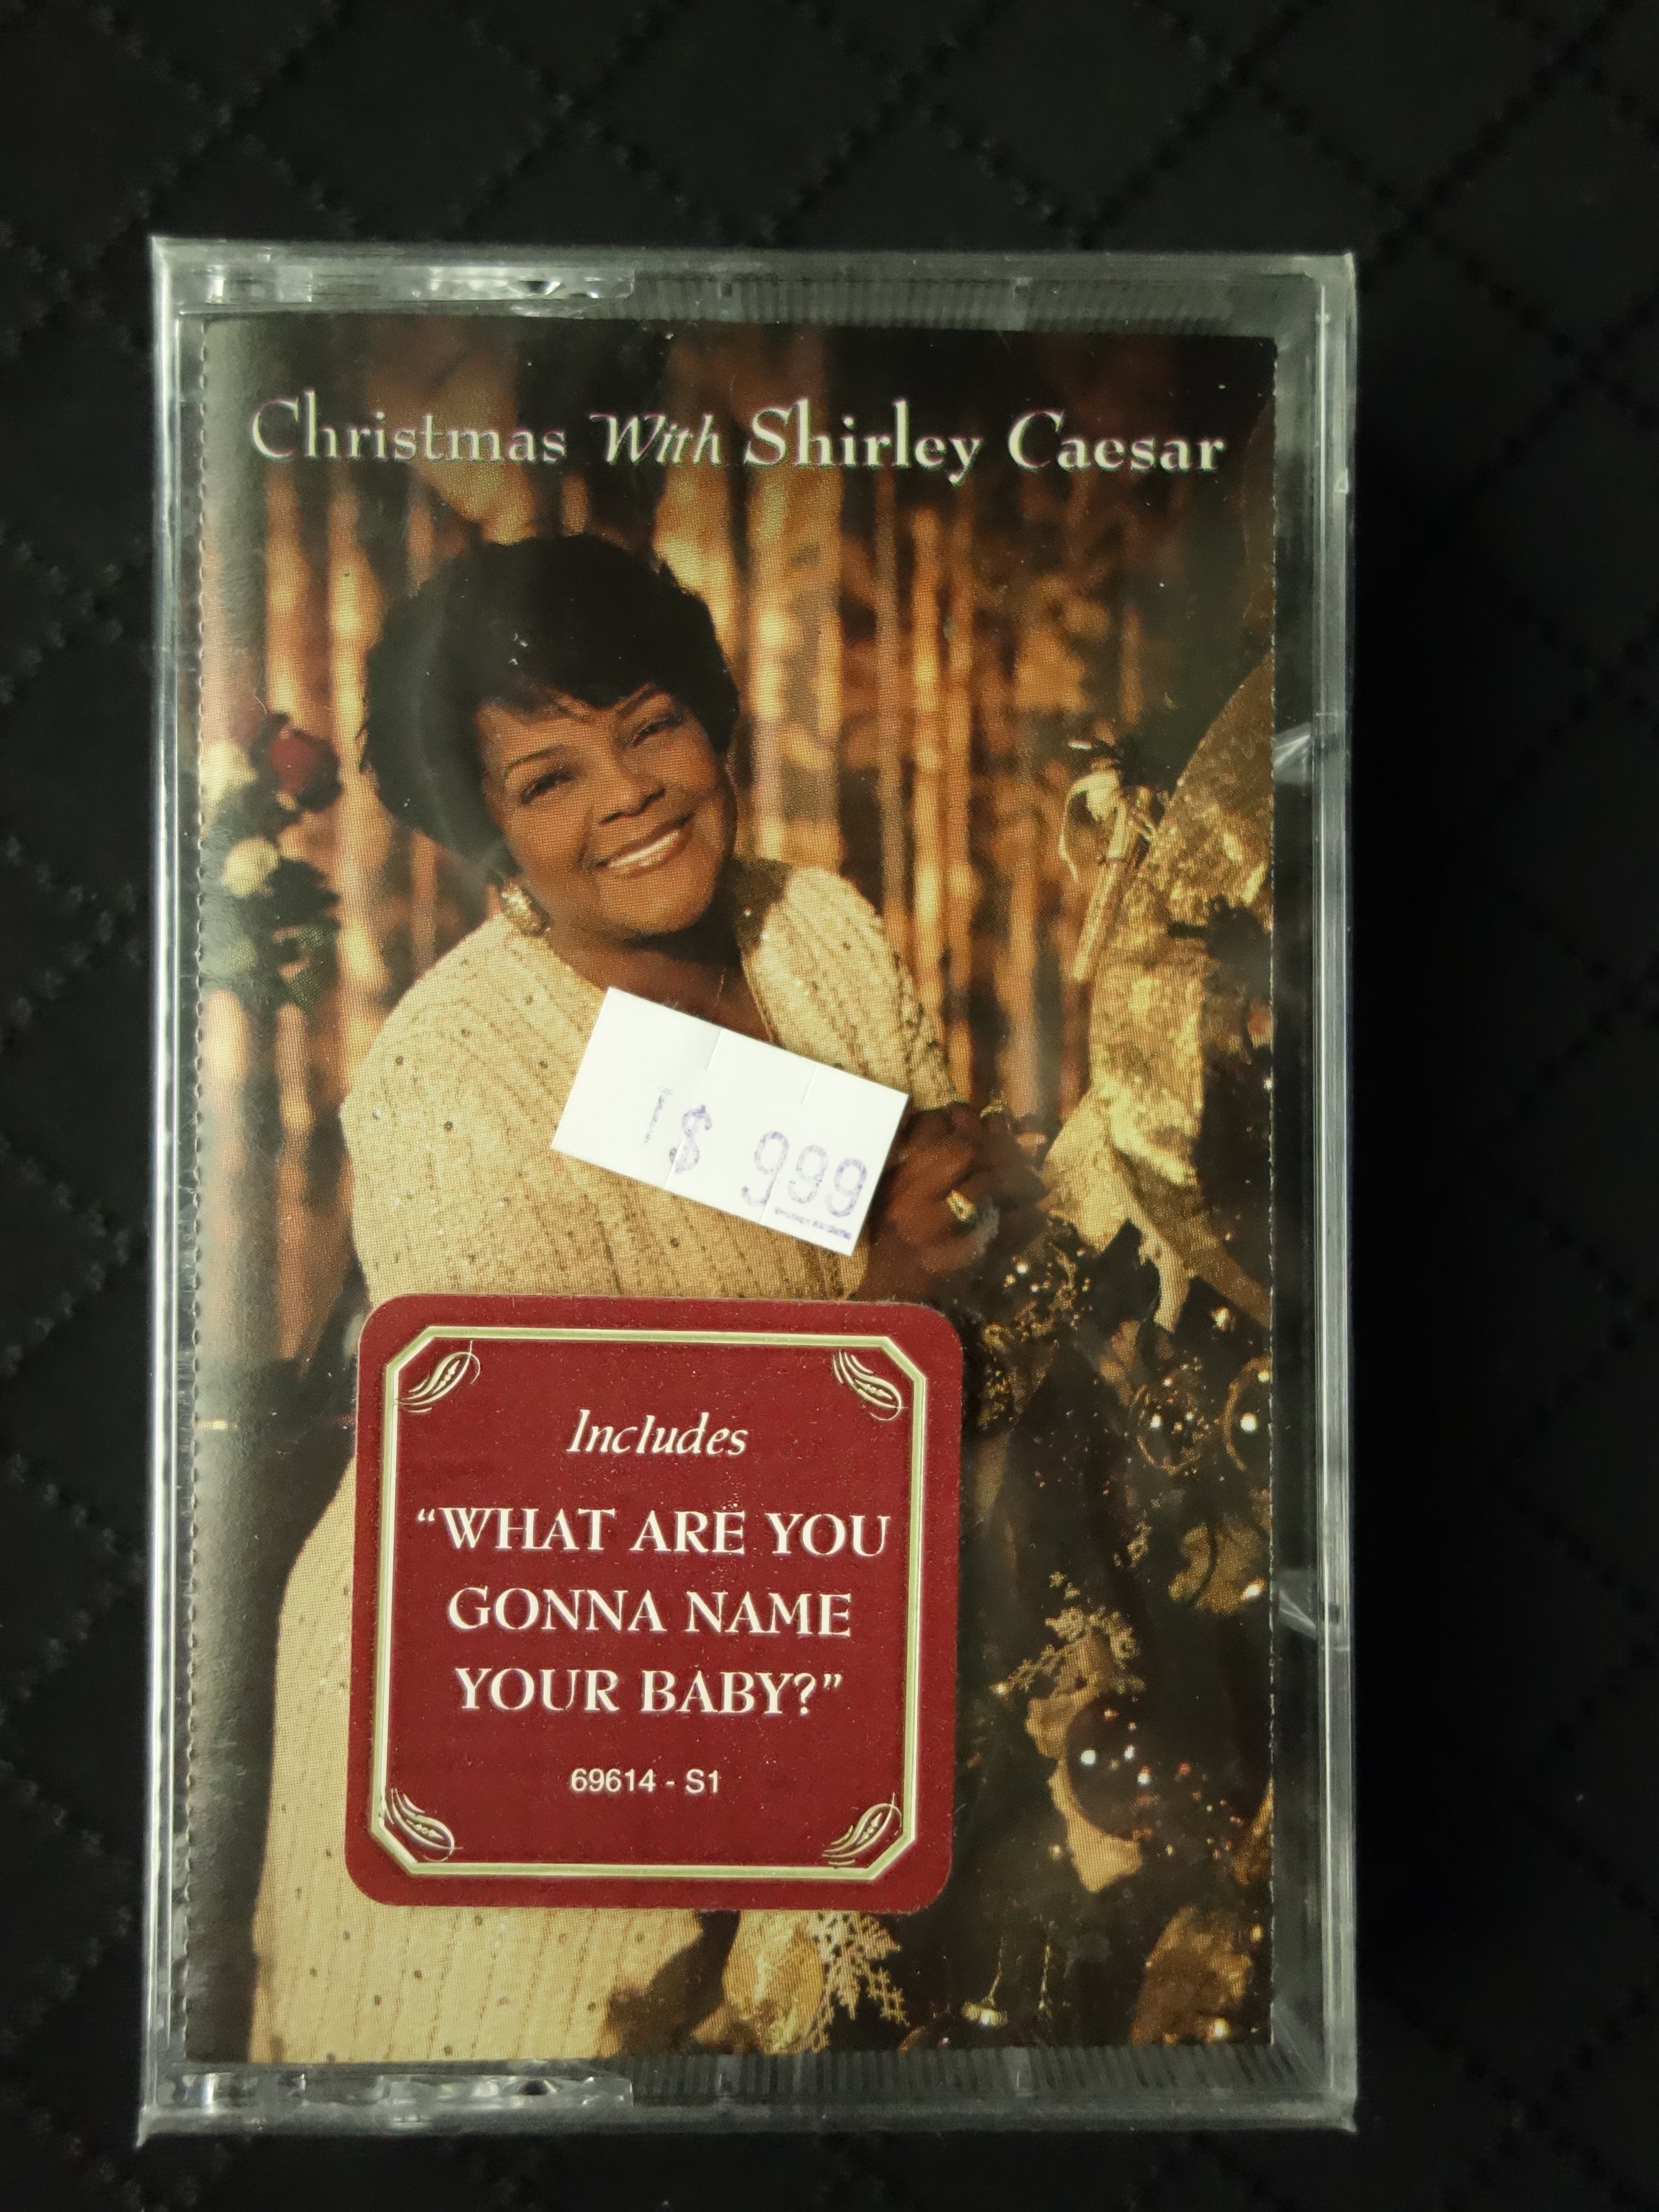 Christmas With Shirley Caesar
$ 999
Includes
“WHAT ARE YOU
GONNA NAME
YOUR BABY?”
69614 - S1